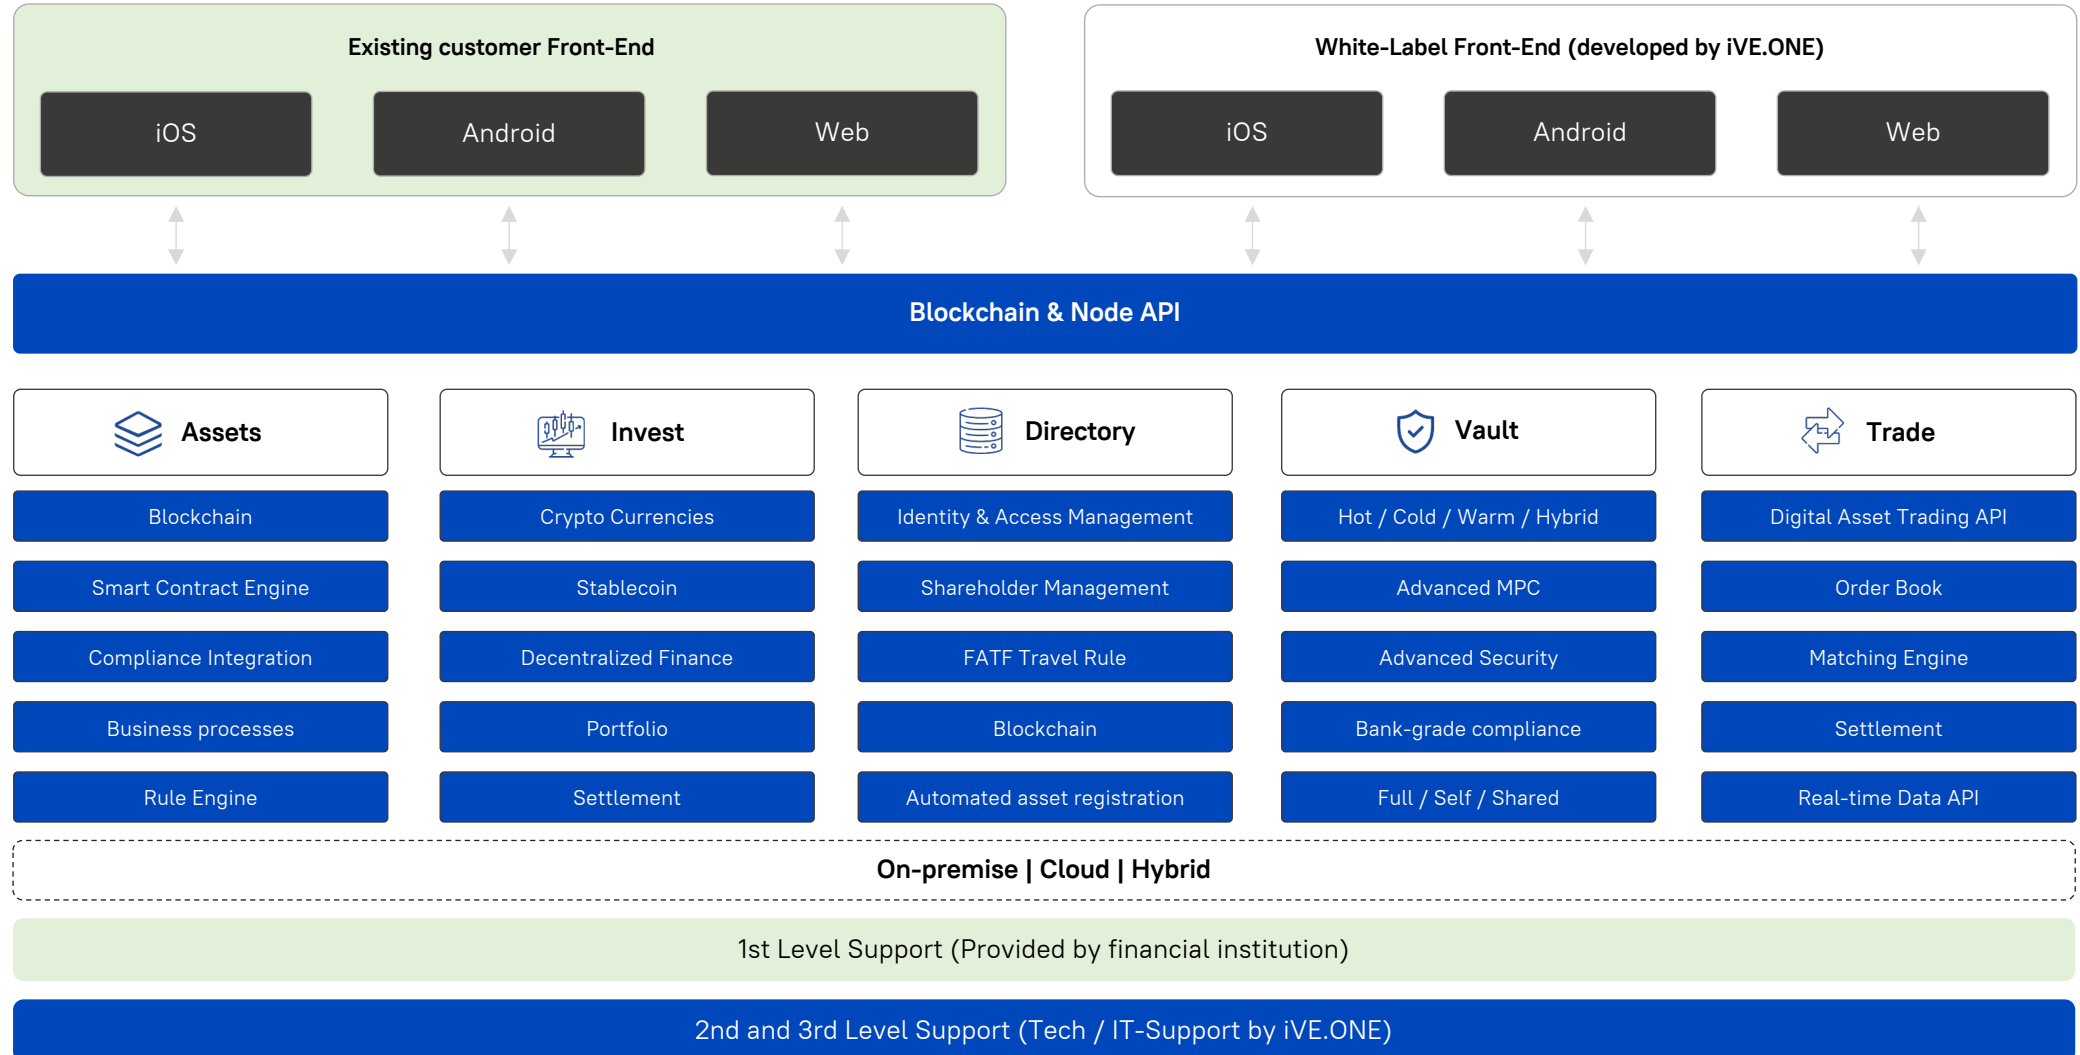 Existing customer Front-End
iOS
Android
Web
White-Label Front-End (developed by iVE.ONE)
iOS
Android
Web
Blockchain & Node API
Assets
Blockchain
Smart Contract Engine
Compliance Integration
Business processes
Rule Engine
Invest
Crypto Currencies
Stablecoin
Decentralized Finance
Portfolio
Settlement
Directory
Identity & Access Management
Shareholder Management
FATF Travel Rule
Blockchain
Automated asset registration
Vault
Hot / Cold / Warm / Hybrid
Advanced MPC
Advanced Security
Bank-grade compliance
Full / Self / Shared
Trade
Digital Asset Trading API
Order Book
Matching Engine
Settlement
Real-time Data API
On-premise | Cloud | Hybrid
1st Level Support (Provided by financial institution)
2nd and 3rd Level Support (Tech / IT-Support by iVE.ONE)